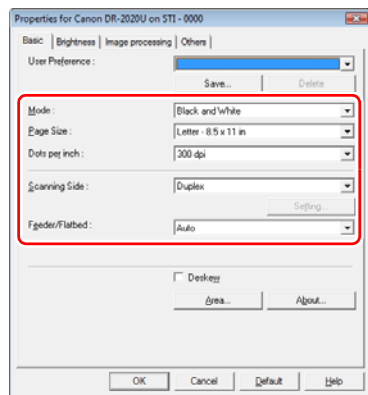 Properties for Canon DR-2020U on STI - 0000
Basic Brightness Image processing Others
User Preference :
Save... Delete
Mode : Black and White
Page Size : Letter - 8.5 x 11 in
Dots per inch : 300 dpi
Scanning Side : Duplex
Setting...
Feeder/Flatbed : Auto
Deskew
Area... About...
OK Cancel Default Help